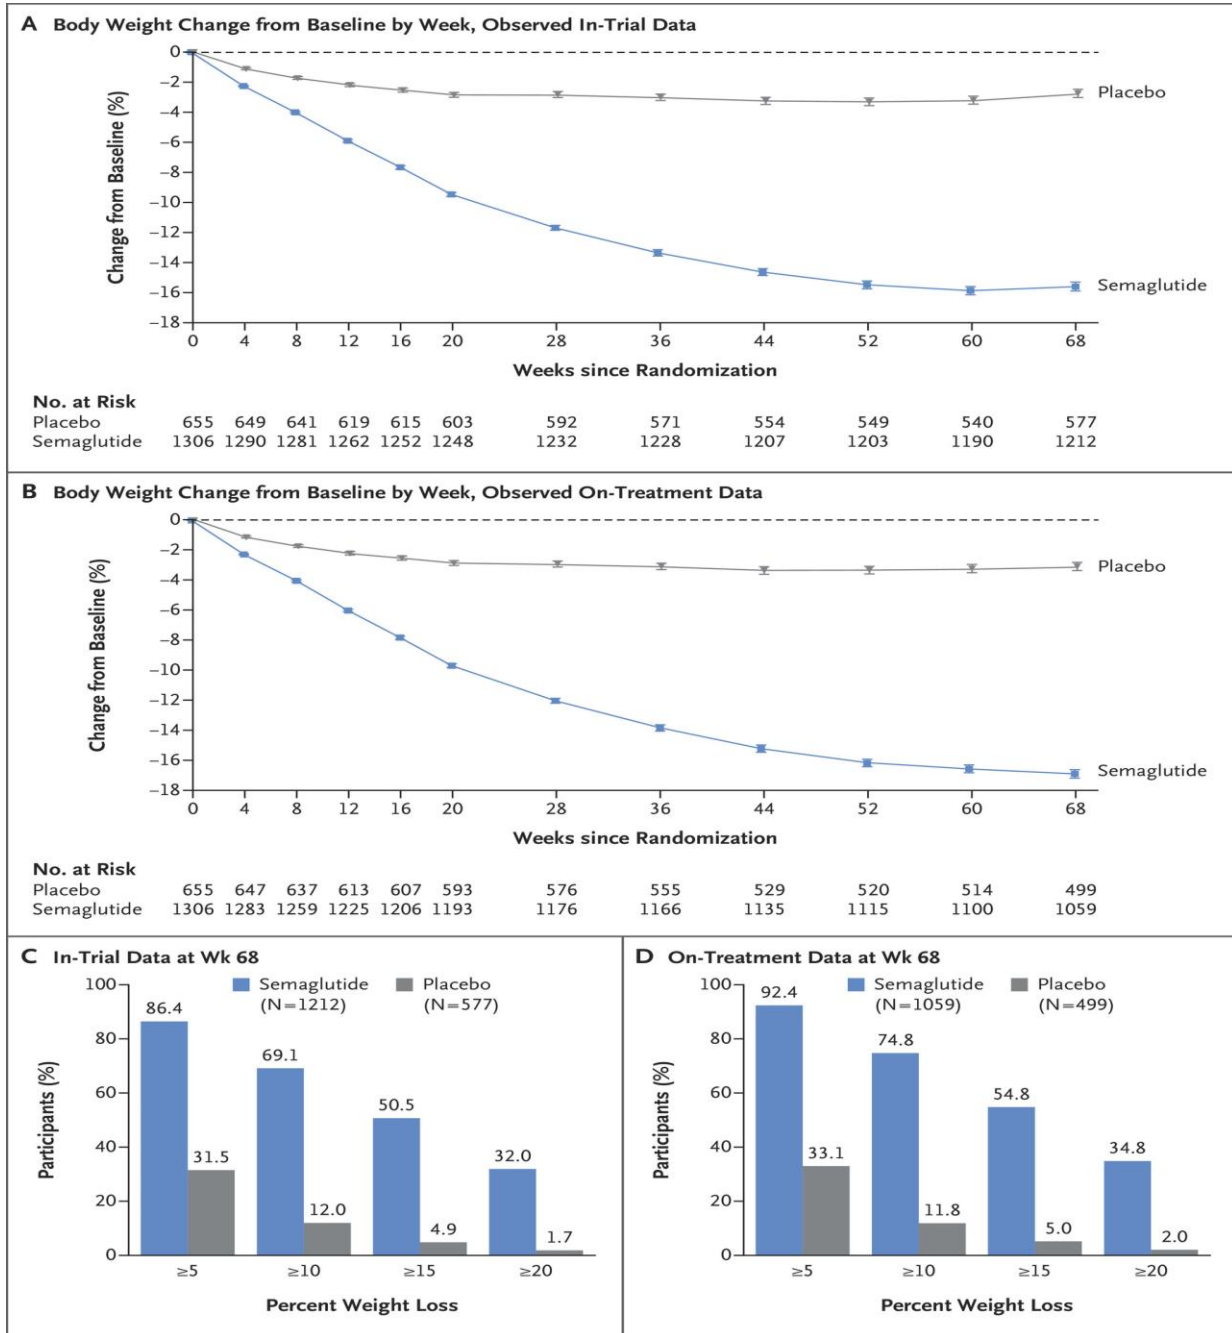 A Body Weight Change from Baseline by Week, Observed In-Trial Data
Change from Baseline (%)
0
−2
−4
−6
−8
−10
−12
−14
−16
−18
Placebo
Semaglutide
0 4 8 12 16 20 28 36 44 52 60 68
Weeks since Randomization
No. at Risk
Placebo 655 649 641 619 615 603 592 571 554 549 540 577
Semaglutide 1306 1290 1281 1262 1252 1248 1232 1228 1207 1203 1190 1212
B Body Weight Change from Baseline by Week, Observed On-Treatment Data
Change from Baseline (%)
0
−2
−4
−6
−8
−10
−12
−14
−16
−18
Placebo
Semaglutide
0 4 8 12 16 20 28 36 44 52 60 68
Weeks since Randomization
No. at Risk
Placebo 655 647 637 613 607 593 576 555 529 520 514 499
Semaglutide 1306 1283 1259 1225 1206 1193 1176 1166 1135 1115 1100 1059
C In-Trial Data at Wk 68
Semaglutide (N=1212)
Placebo (N=577)
Participants (%)
100
80
60
40
20
0
86.4 31.5
69.1 12.0
50.5 4.9
32.0 1.7
≥5 ≥10 ≥15 ≥20
Percent Weight Loss
D On-Treatment Data at Wk 68
Semaglutide (N=1059)
Placebo (N=499)
Participants (%)
100
80
60
40
20
0
92.4 33.1
74.8 11.8
54.8 5.0
34.8 2.0
≥5 ≥10 ≥15 ≥20
Percent Weight Loss